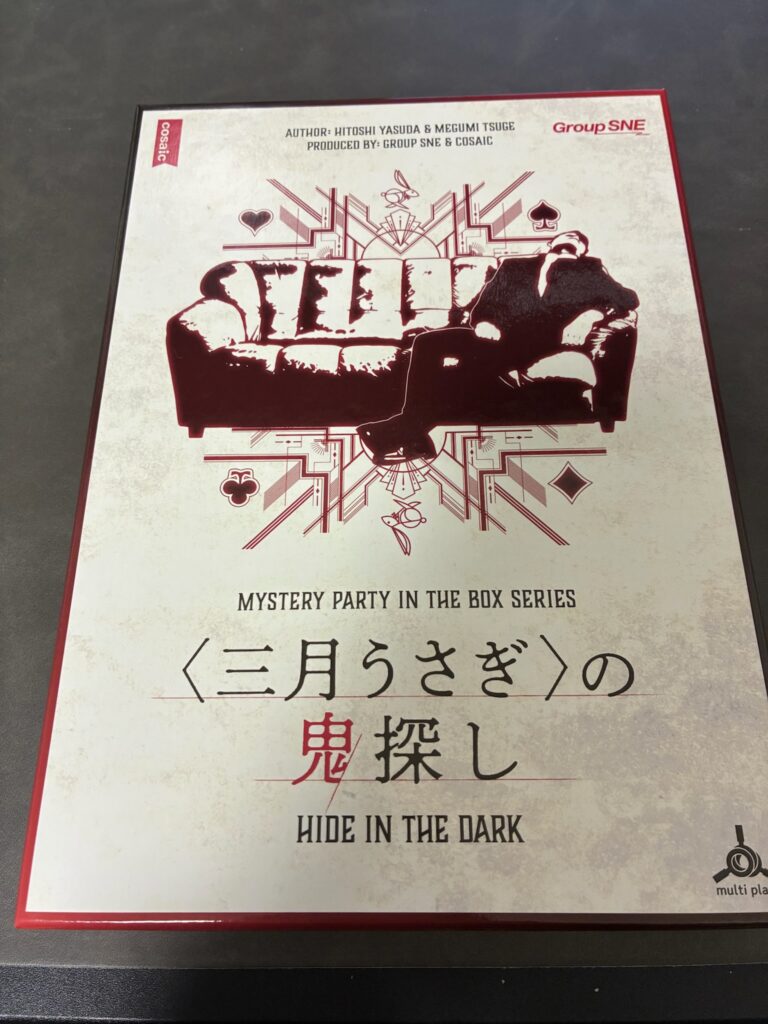 cosaic
AUTHOR: HITOSHI YASUDA & MEGUMI TSUGE
PRODUCED BY: GROUP SNE & COSAIC
Group SNE
MYSTERY PARTY IN THE BOX SERIES
〈三月うさぎ〉の
鬼探し
HIDE IN THE DARK
multi pla